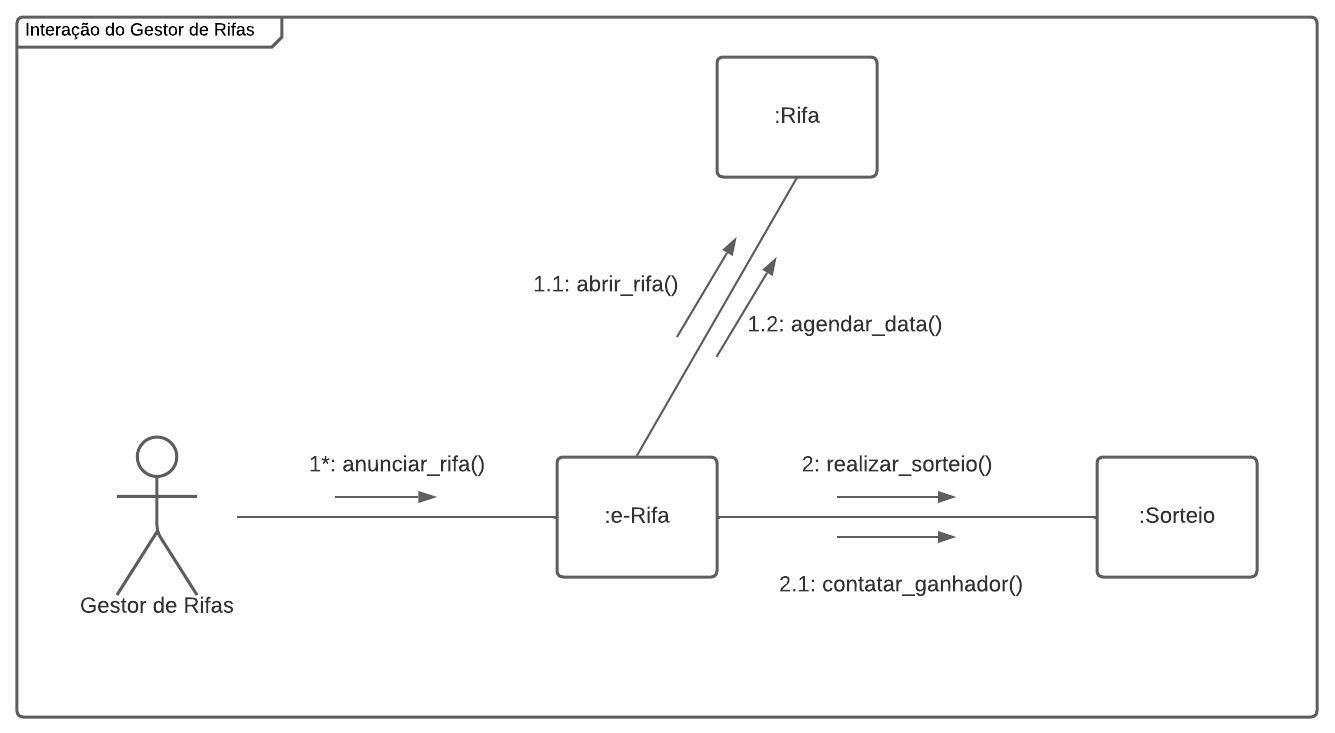 Interação do Gestor de Rifas
:Rifa
1.1: abrir_rifa()
1.2: agendar_data()
1*: anunciar_rifa()
2: realizar_sorteio()
:e-Rifa
:Sorteio
2.1: contatar_ganhador()
Gestor de Rifas